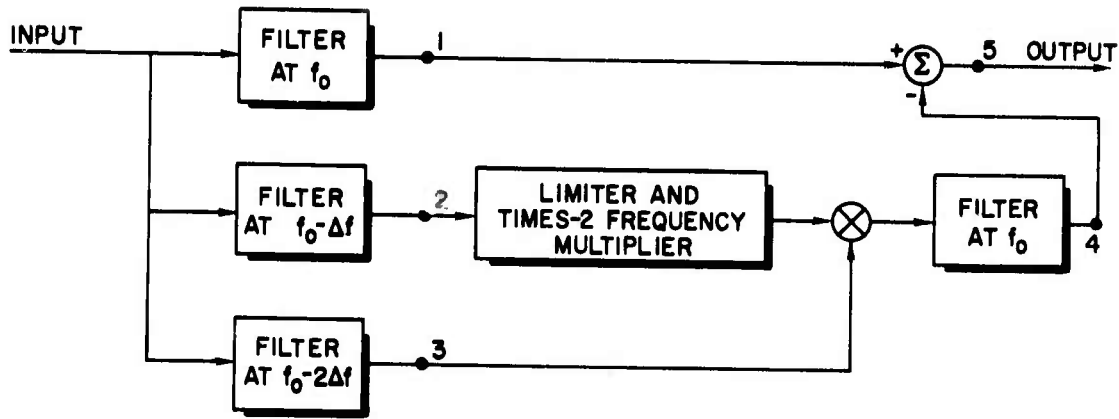 INPUT
FILTER
AT f₀
1
+
Σ
-
5
OUTPUT
FILTER
AT f₀-Δf
2
LIMITER AND
TIMES-2 FREQUENCY
MULTIPLIER
FILTER
AT f₀
4
FILTER
AT f₀-2Δf
3